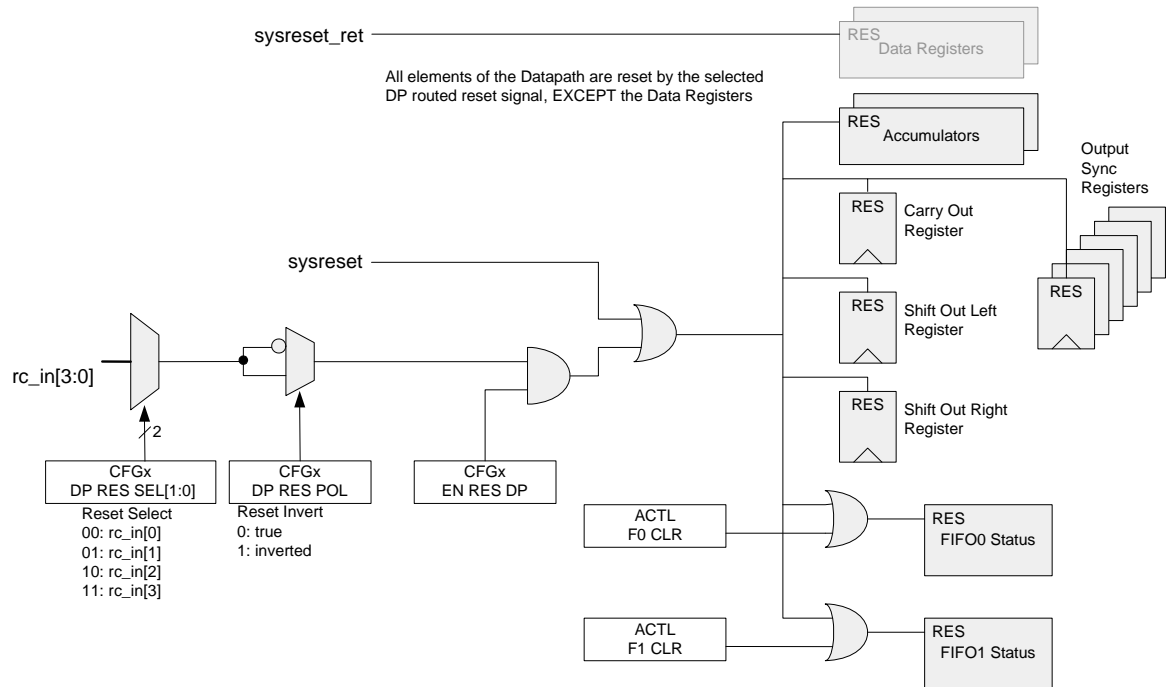 sysreset_ret
RES
Data Registers
All elements of the Datapath are reset by the selected
DP routed reset signal, EXCEPT the Data Registers
RES
Accumulators
Output
Sync
Registers
RES
Carry Out
Register
sysreset
RES
RES
Shift Out Left
Register
rc_in[3:0]
RES
Shift Out Right
Register
2
CFGx
DP RES SEL[1:0]
CFGx
DP RES POL
CFGx
EN RES DP
Reset Select
00: rc_in[0]
01: rc_in[1]
10: rc_in[2]
11: rc_in[3]
Reset Invert
0: true
1: inverted
ACTL
F0 CLR
RES
FIFO0 Status
ACTL
F1 CLR
RES
FIFO1 Status